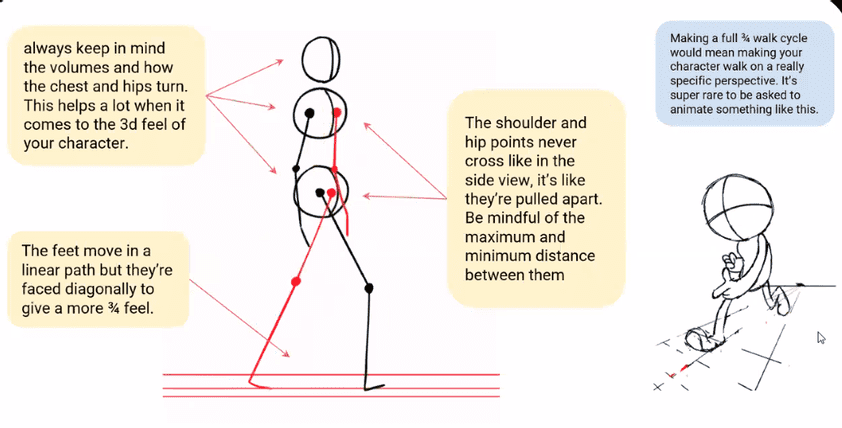 always keep in mind
the volumes and how
the chest and hips turn.
This helps a lot when it
comes to the 3d feel of
your character.
The feet move in a
linear path but they're
faced diagonally to
give a more ¾ feel.
The shoulder and
hip points never
cross like in the
side view, it's like
they're pulled apart.
Be mindful of the
maximum and
minimum distance
between them
Making a full ¾ walk cycle
would mean making your
character walk on a really
specific perspective. It's
super rare to be asked to
animate something like this.